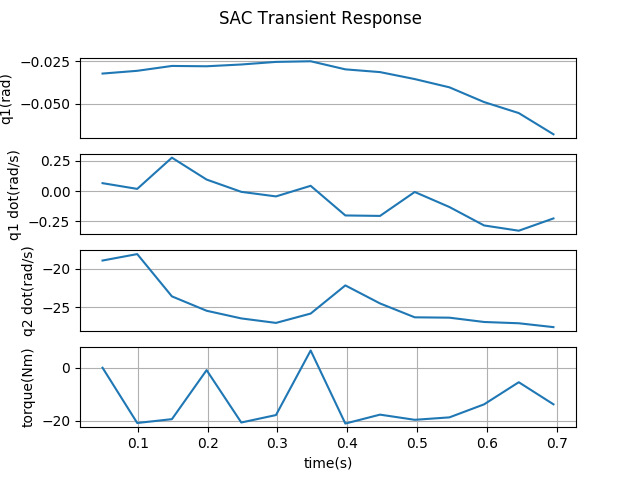 SAC Transient Response
q1(rad)
−0.025
−0.050
q1 dot(rad/s)
0.25
0.00
−0.25
q2 dot(rad/s)
−20
−25
torque(Nm)
0
−20
0.1 0.2 0.3 0.4 0.5 0.6 0.7
time(s)